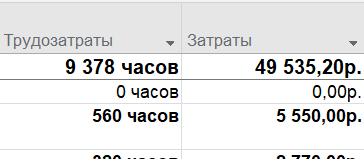 Трудозатраты Затраты
9 378 часов 49 535,20р.
0 часов 0,00р.
560 часов 5 550,00р.